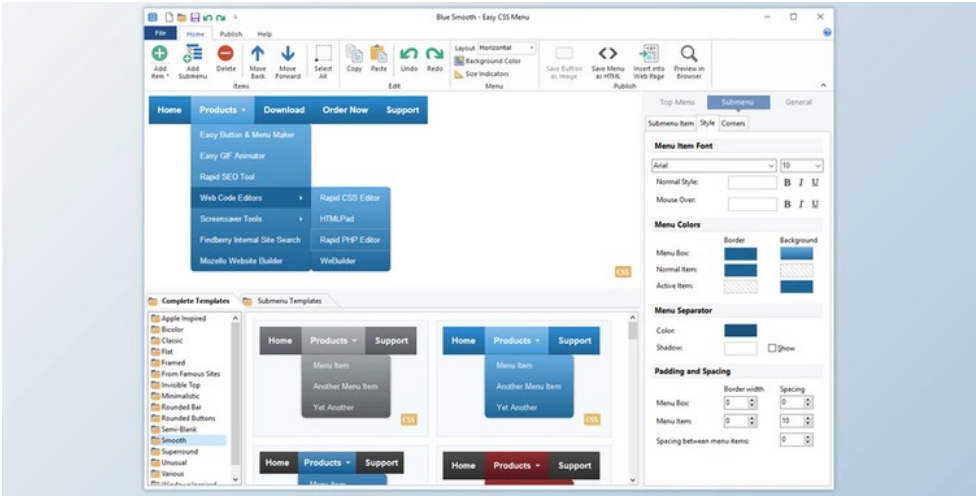 Blue Smooth - Easy CSS Menu
File Home Publish Help
Add Item
Add Submenu
Delete
Move Back
Move Forward
Select All
Copy
Paste
Undo
Redo
Layout Horizontal
Background Color
Size Indicators
Save Button as Image
Save Menu as HTML
Insert into Web Page
Preview in Browser
Items Edit Menu Publish
Home Products Download Order Now Support
Easy Button & Menu Maker
Easy GIF Animator
Rapid SEO Tool
Web Code Editors
Screensaver Tools
Findberry Internal Site Search
Mozello Website Builder
Rapid CSS Editor
HTMLPad
Rapid PHP Editor
WeBuilder
CSS
Complete Templates Submenu Templates
Apple Inspired
Bicolor
Classic
Flat
Framed
From Famous Sites
Invisible Top
Minimalistic
Rounded Bar
Rounded Buttons
Semi-Blank
Smooth
Superround
Unusual
Various
Home Products Support
Menu Item
Another Menu Item
Yet Another
CSS
Home Products Support
Menu Item
Another Menu Item
Yet Another
CSS
Home Products Support
Home Products Support
Top Menu Submenu General
Submenu Item Style Corners
Menu Item Font
Arial 10
Normal Style: B I U
Mouse Over: B I U
Menu Colors
Border Background
Menu Box:
Normal Item:
Active Item:
Menu Separator
Color:
Shadow: Show
Padding and Spacing
Border width Spacing
Menu Box: 0 0
Menu Item: 0 10
Spacing between menu items: 0